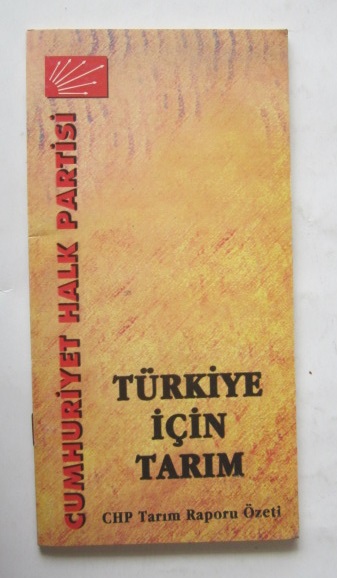 CUMHURİYET HALK PARTİSİ
TÜRKİYE
İÇİN
TARIM
CHP Tarım Raporu Özeti